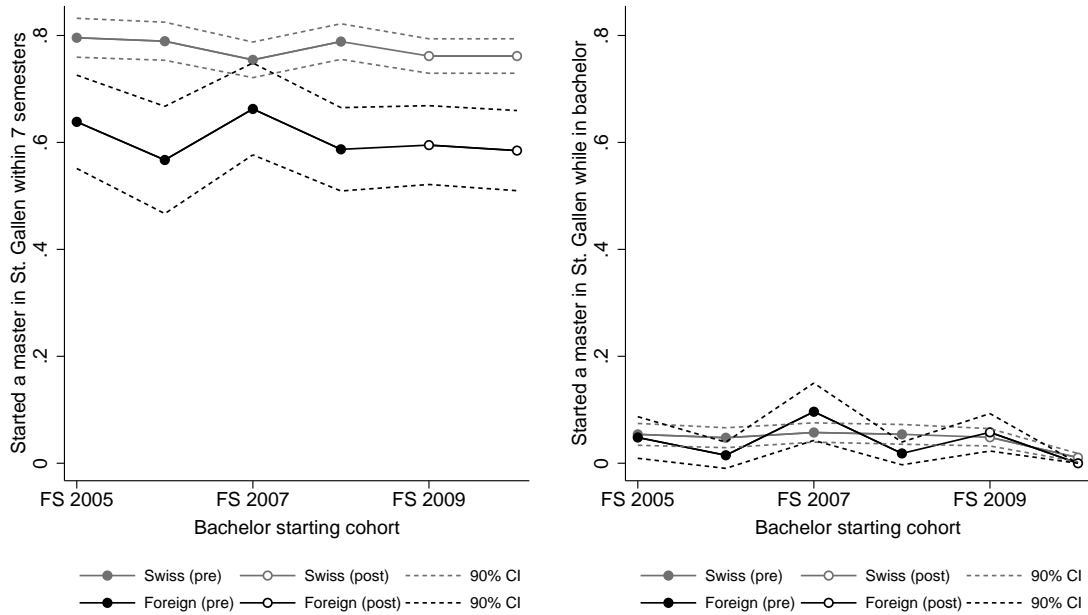 Started a master in St. Gallen within 7 semesters
.8
.6
.4
.2
0
FS 2005
FS 2007
FS 2009
Bachelor starting cohort
Swiss (pre)
Swiss (post)
90% CI
Foreign (pre)
Foreign (post)
90% CI
Started a master in St. Gallen while in bachelor
.8
.6
.4
.2
0
FS 2005
FS 2007
FS 2009
Bachelor starting cohort
Swiss (pre)
Swiss (post)
90% CI
Foreign (pre)
Foreign (post)
90% CI